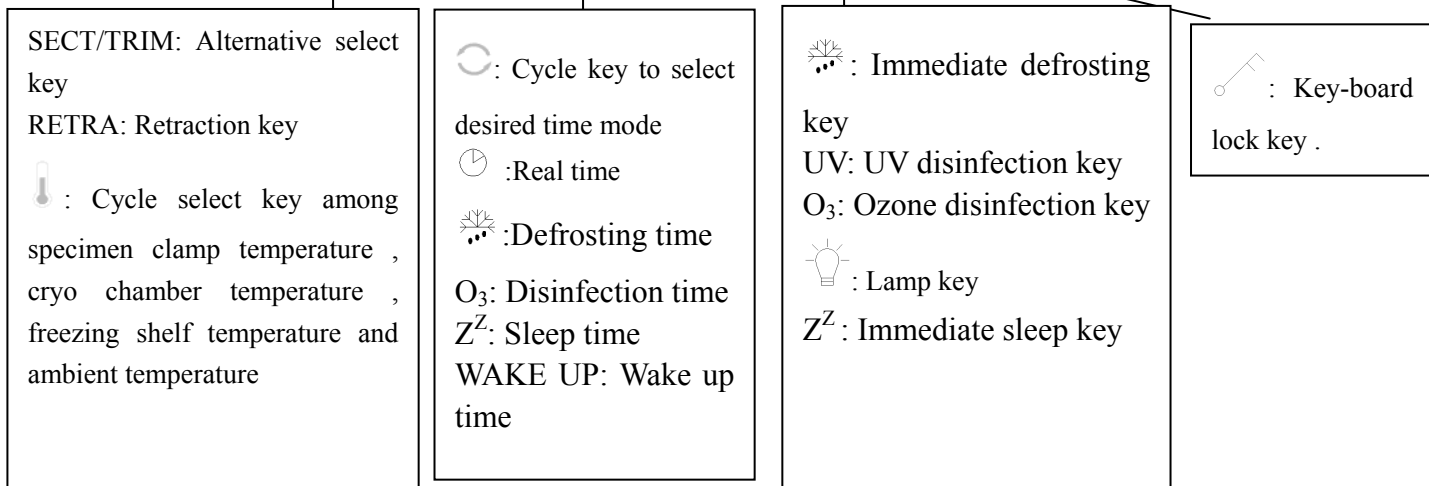 SECT/TRIM: Alternative select
key
RETRA: Retraction key
: Cycle select key among
specimen clamp temperature ,
cryo chamber temperature ,
freezing shelf temperature and
ambient temperature
: Cycle key to select
desired time mode
:Real time
:Defrosting time
O₃: Disinfection time
Zᶻ: Sleep time
WAKE UP: Wake up
time
: Immediate defrosting
key
UV: UV disinfection key
O₃: Ozone disinfection key
: Lamp key
Zᶻ : Immediate sleep key
: Key-board
lock key .